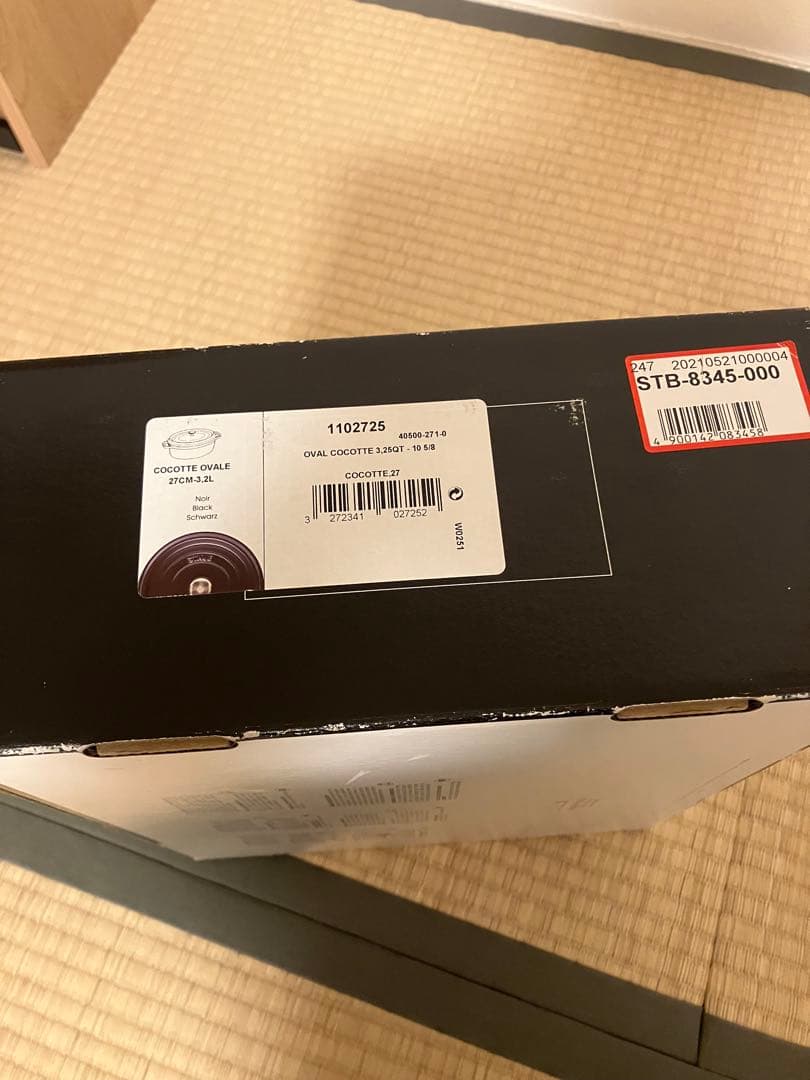 COCOTTE OVALE
27CM-3,2L
Noir
Black
Schwarz
1102725
40500-271-0
OVAL COCOTTE 3,25QT - 10 5/8
COCOTTE,27
3 272341 027252
W0251
247 20210521000004
STB-8345-000
4 900142 083458